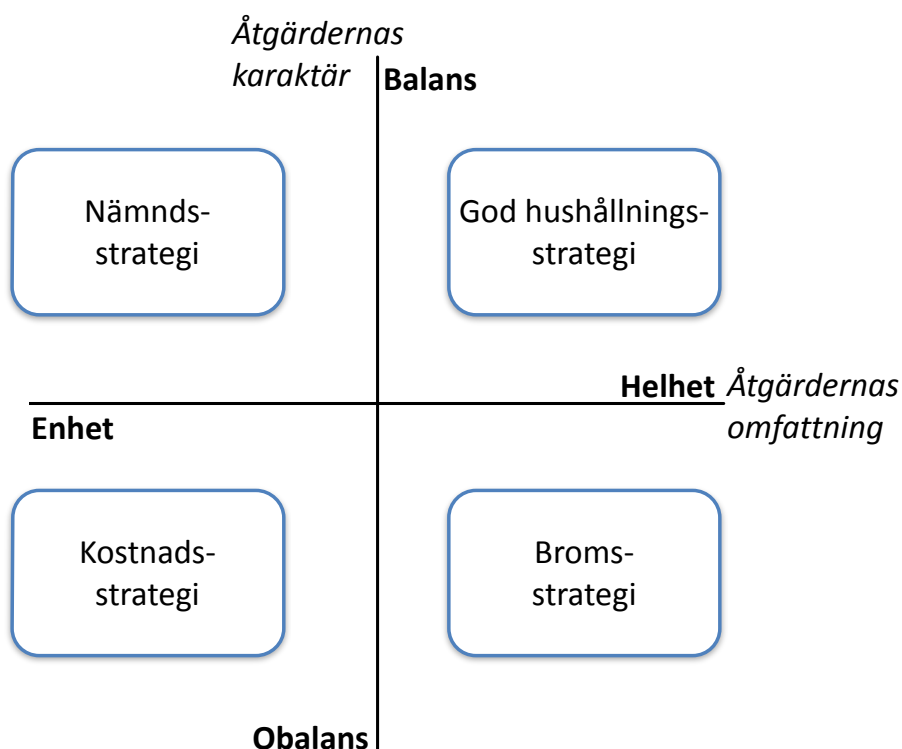 Åtgärdernas
karaktär
Balans
Nämnds-
strategi
God hushållnings-
strategi
Helhet
Åtgärdernas
omfattning
Enhet
Kostnads-
strategi
Broms-
strategi
Obalans